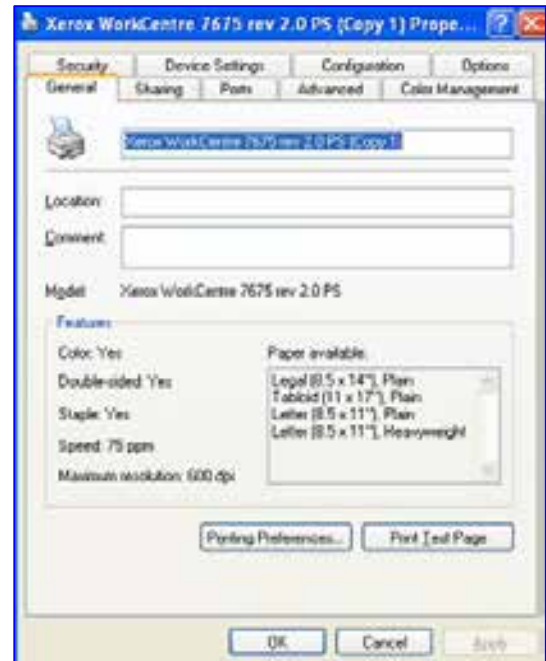 Xerox WorkCentre 7675 rev 2.0 PS (Copy 1) Prope... ?
Security Device Settings Configuration Options
General Sharing Ports Advanced Color Management
Xerox WorkCentre 7675 rev 2.0 PS (Copy 1)
Location:
Comment:
Model: Xerox WorkCentre 7675 rev 2.0 PS
Features
Color: Yes
Paper available:
Double-sided: Yes
Legal (8.5 x 14"), Plain
Tabloid (11 x 17"), Plain
Staple: Yes
Letter (8.5 x 11"), Plain
Letter (8.5 x 11"), Heavyweight
Speed: 75 ppm
Maximum resolution: 600 dpi
Printing Preferences... Print Test Page
OK Cancel Apply